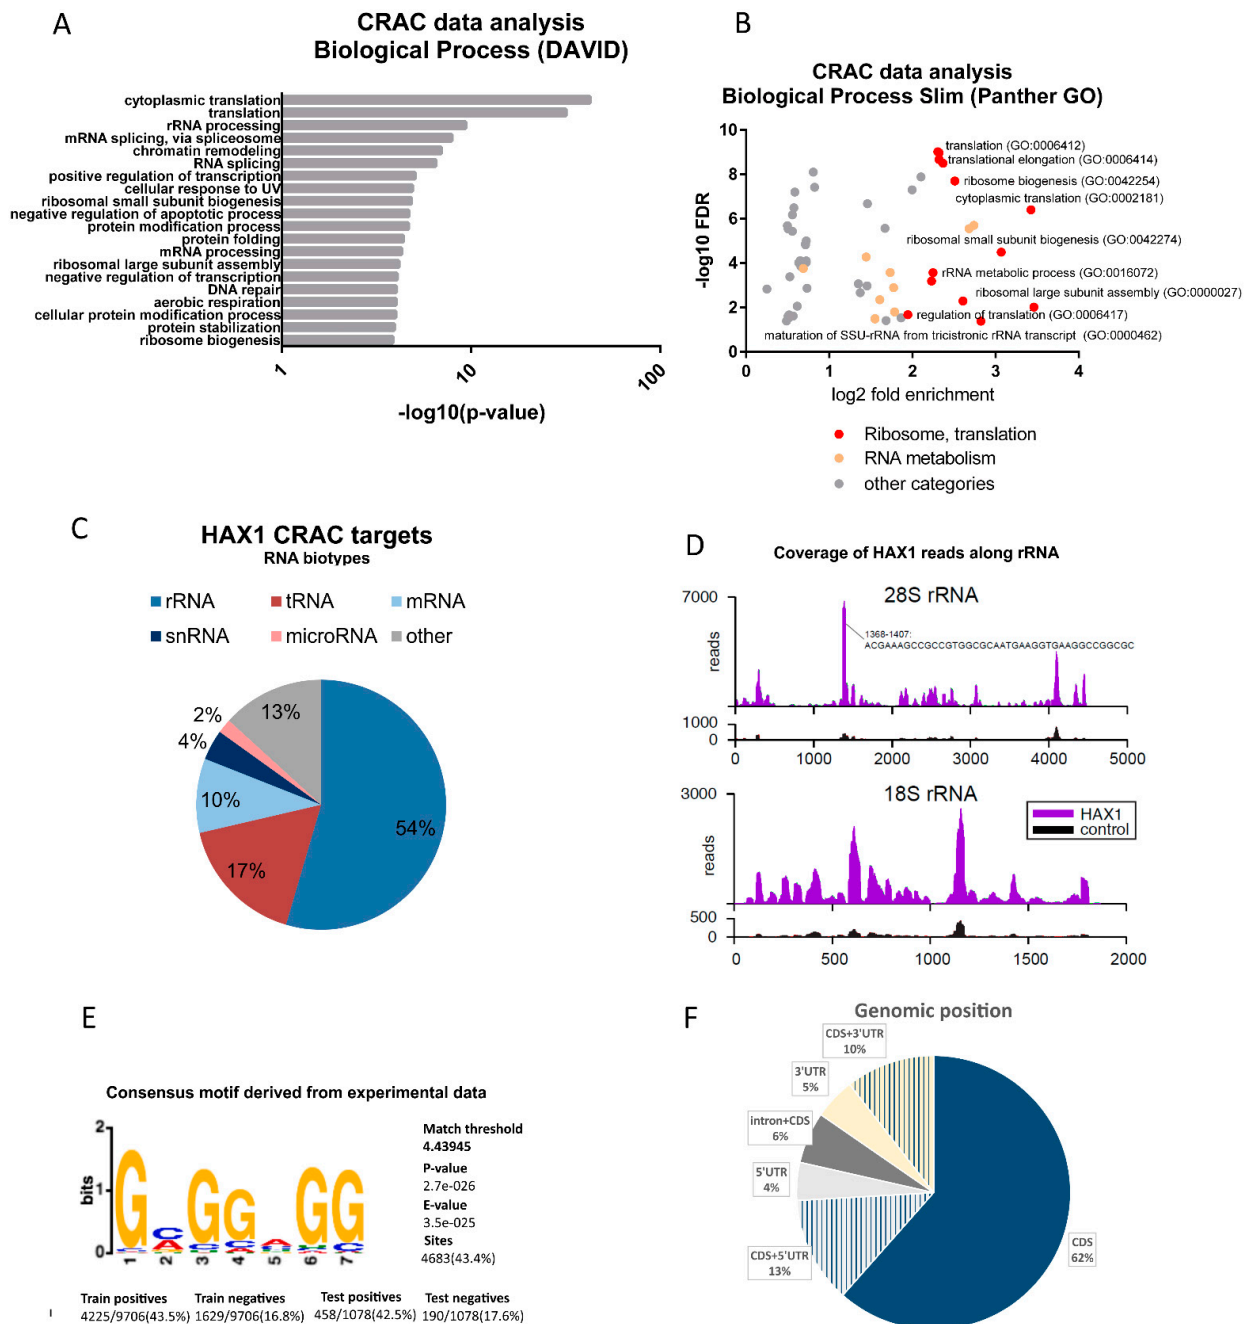 A
CRAC data analysis
Biological Process (DAVID)
cytoplasmic translation
translation
rRNA processing
mRNA splicing, via spliceosome
chromatin remodeling
RNA splicing
positive regulation of transcription
cellular response to UV
ribosomal small subunit biogenesis
negative regulation of apoptotic process
protein modification process
protein folding
mRNA processing
ribosomal large subunit assembly
negative regulation of transcription
DNA repair
aerobic respiration
cellular protein modification process
protein stabilization
ribosome biogenesis
1 10 100
-log10(p-value)
B
CRAC data analysis
Biological Process Slim (Panther GO)
-log10 FDR
10
8
6
4
2
0
translation (GO:0006412)
translational elongation (GO:0006414)
ribosome biogenesis (GO:0042254)
cytoplasmic translation (GO:0002181)
ribosomal small subunit biogenesis (GO:0042274)
rRNA metabolic process (GO:0016072)
ribosomal large subunit assembly (GO:0000027)
regulation of translation (GO:0006417)
maturation of SSU-rRNA from tricistronic rRNA transcript (GO:0000462)
0 1 2 3 4
log2 fold enrichment
Ribosome, translation
RNA metabolism
other categories
C
HAX1 CRAC targets
RNA biotypes
rRNA tRNA mRNA
snRNA microRNA other
2%
13%
4%
10%
54%
17%
D
Coverage of HAX1 reads along rRNA
28S rRNA
7000
reads
1368-1407:
ACGAAAGCCGCCGTGGCGCAATGAAGGTGAAGGCCGGCGC
1000
0
0 1000 2000 3000 4000 5000
18S rRNA
3000
reads
HAX1
control
500
0
0 500 1000 1500 2000
E
Consensus motif derived from experimental data
2
bits
1
0
1 2 3 4 5 6 7
Match threshold
4.43945
P-value
2.7e-026
E-value
3.5e-025
Sites
4683(43.4%)
Train positives Train negatives Test positives Test negatives
4225/9706(43.5%) 1629/9706(16.8%) 458/1078(42.5%) 190/1078(17.6%)
F
Genomic position
CDS+3'UTR
10%
3'UTR
5%
intron+CDS
6%
5'UTR
4%
CDS+5'UTR
13%
CDS
62%